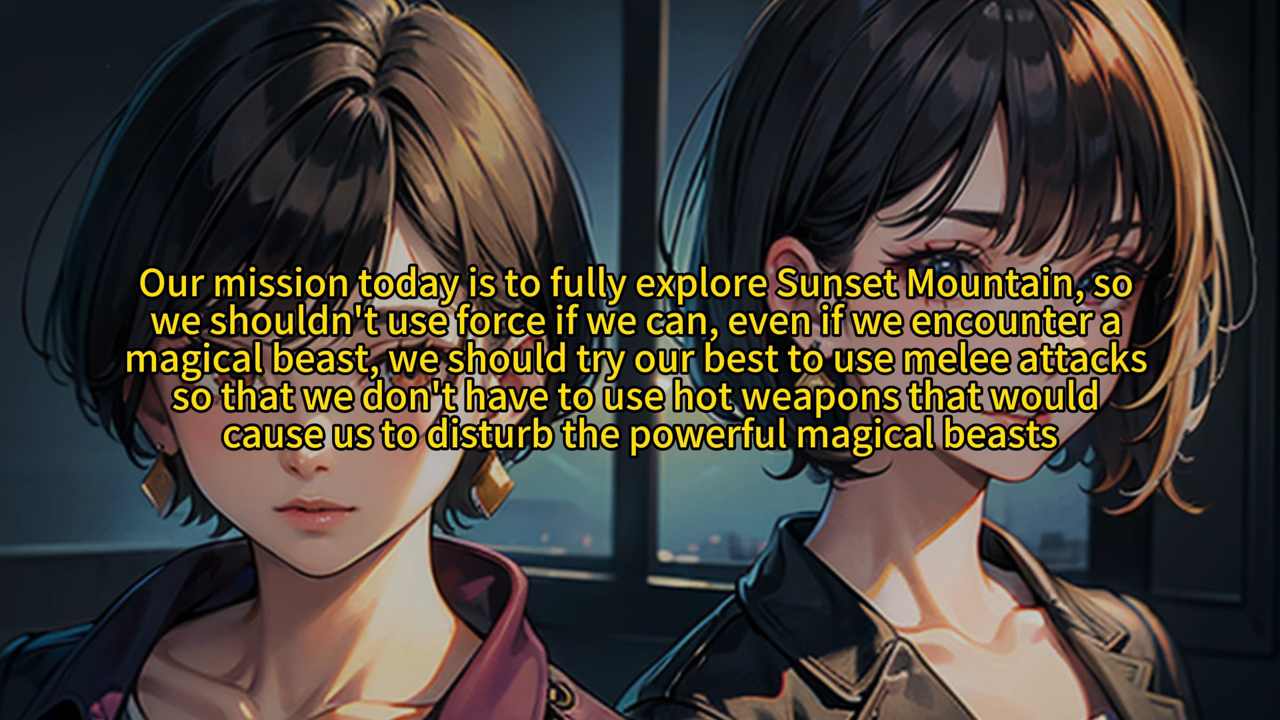 Our mission today is to fully explore Sunset Mountain, so
we shouldn't use force if we can, even if we encounter a
magical beast, we should try our best to use melee attacks
so that we don't have to use hot weapons that would
cause us to disturb the powerful magical beasts